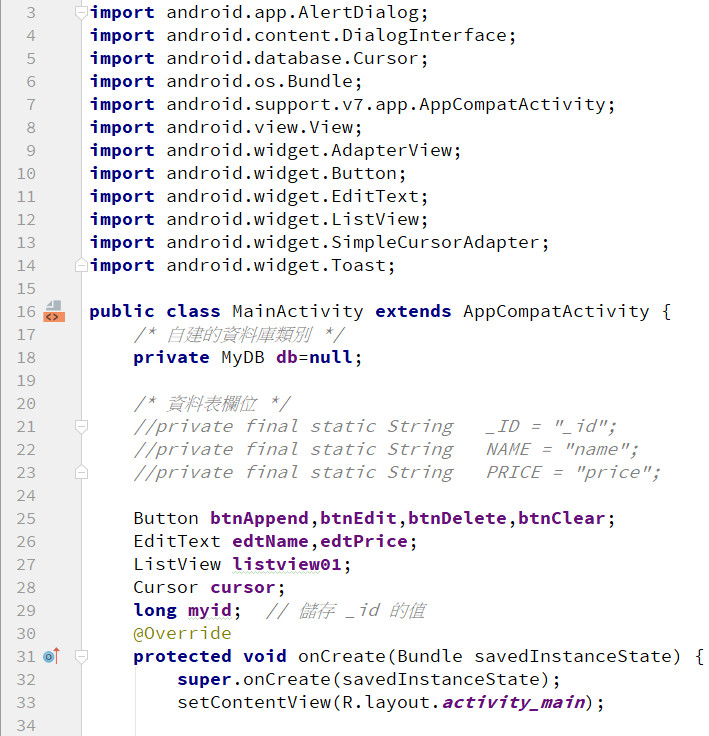 3 import android.app.AlertDialog;
4 import android.content.DialogInterface;
5 import android.database.Cursor;
6 import android.os.Bundle;
7 import android.support.v7.app.AppCompatActivity;
8 import android.view.View;
9 import android.widget.AdapterView;
10 import android.widget.Button;
11 import android.widget.EditText;
12 import android.widget.ListView;
13 import android.widget.SimpleCursorAdapter;
14 import android.widget.Toast;
15
16 public class MainActivity extends AppCompatActivity {
17 /* 自建的資料庫類別 */
18 private MyDB db=null;
19
20 /* 資料表欄位 */
21 //private final static String _ID = "_id";
22 //private final static String NAME = "name";
23 //private final static String PRICE = "price";
24
25 Button btnAppend,btnEdit,btnDelete,btnClear;
26 EditText edtName,edtPrice;
27 ListView listview01;
28 Cursor cursor;
29 long myid; // 儲存 _id 的值
30 @Override
31 protected void onCreate(Bundle savedInstanceState) {
32 super.onCreate(savedInstanceState);
33 setContentView(R.layout.activity_main);
34